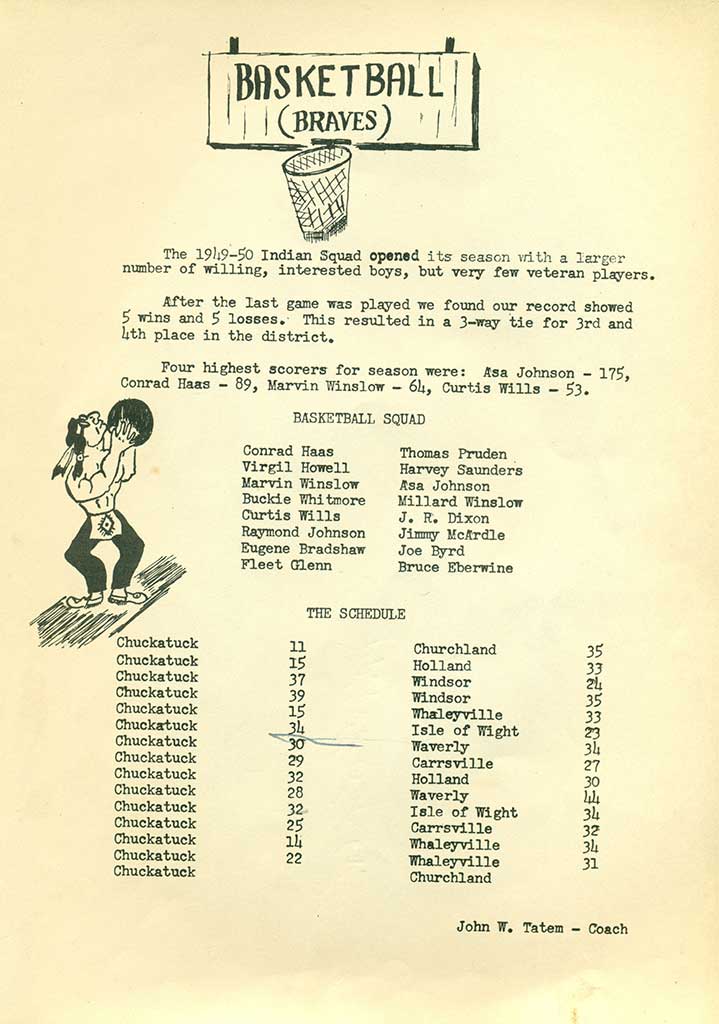 BASKETBALL
(BRAVES)
The 1949-50 Indian Squad opened its season with a larger
number of willing, interested boys, but very few veteran players.
After the last game was played we found our record showed
5 wins and 5 losses. This resulted in a 3-way tie for 3rd and
4th place in the district.
Four highest scorers for season were: Asa Johnson - 175,
Conrad Haas - 89, Marvin Winslow - 64, Curtis Wills - 53.
BASKETBALL SQUAD
Conrad Haas Thomas Pruden
Virgil Howell Harvey Saunders
Marvin Winslow Asa Johnson
Buckie Whitmore Millard Winslow
Curtis Wills J. R. Dixon
Raymond Johnson Jimmy McArdle
Eugene Bradshaw Joe Byrd
Fleet Glenn Bruce Eberwine
THE SCHEDULE
Chuckatuck 11 Churchland 35
Chuckatuck 15 Holland 33
Chuckatuck 37 Windsor 24
Chuckatuck 39 Windsor 35
Chuckatuck 15 Whaleyville 33
Chuckatuck 34 Isle of Wight 23
Chuckatuck 30 Waverly 34
Chuckatuck 29 Carrsville 27
Chuckatuck 32 Holland 30
Chuckatuck 28 Waverly 44
Chuckatuck 32 Isle of Wight 34
Chuckatuck 25 Carrsville 32
Chuckatuck 14 Whaleyville 34
Chuckatuck 22 Whaleyville 31
Chuckatuck Churchland
John W. Tatem - Coach